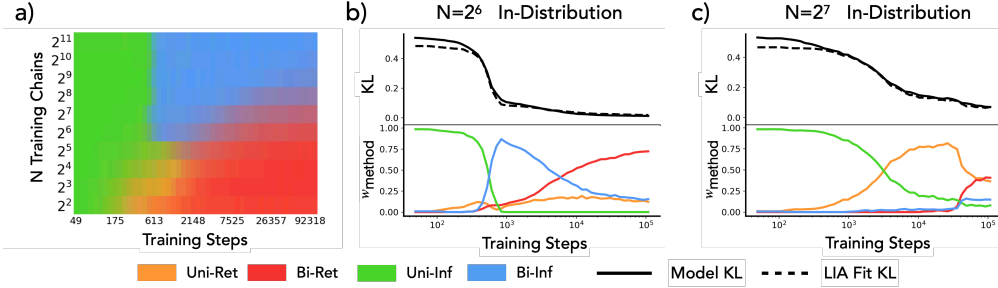 a)
N Training Chains
2¹¹
2¹⁰
2⁹
2⁸
2⁷
2⁶
2⁵
2⁴
2³
2²
49 175 613 2148 7525 26357 92318
Training Steps
b) N=2⁶ In-Distribution
KL
0.4
0.2
0.0
wmethod
1.00
0.75
0.50
0.25
0.00
10² 10³ 10⁴ 10⁵
Training Steps
c) N=2⁷ In-Distribution
KL
0.4
0.2
0.0
wmethod
1.00
0.75
0.50
0.25
0.00
10² 10³ 10⁴ 10⁵
Training Steps
Uni-Ret Bi-Ret Uni-Inf Bi-Inf Model KL LIA Fit KL